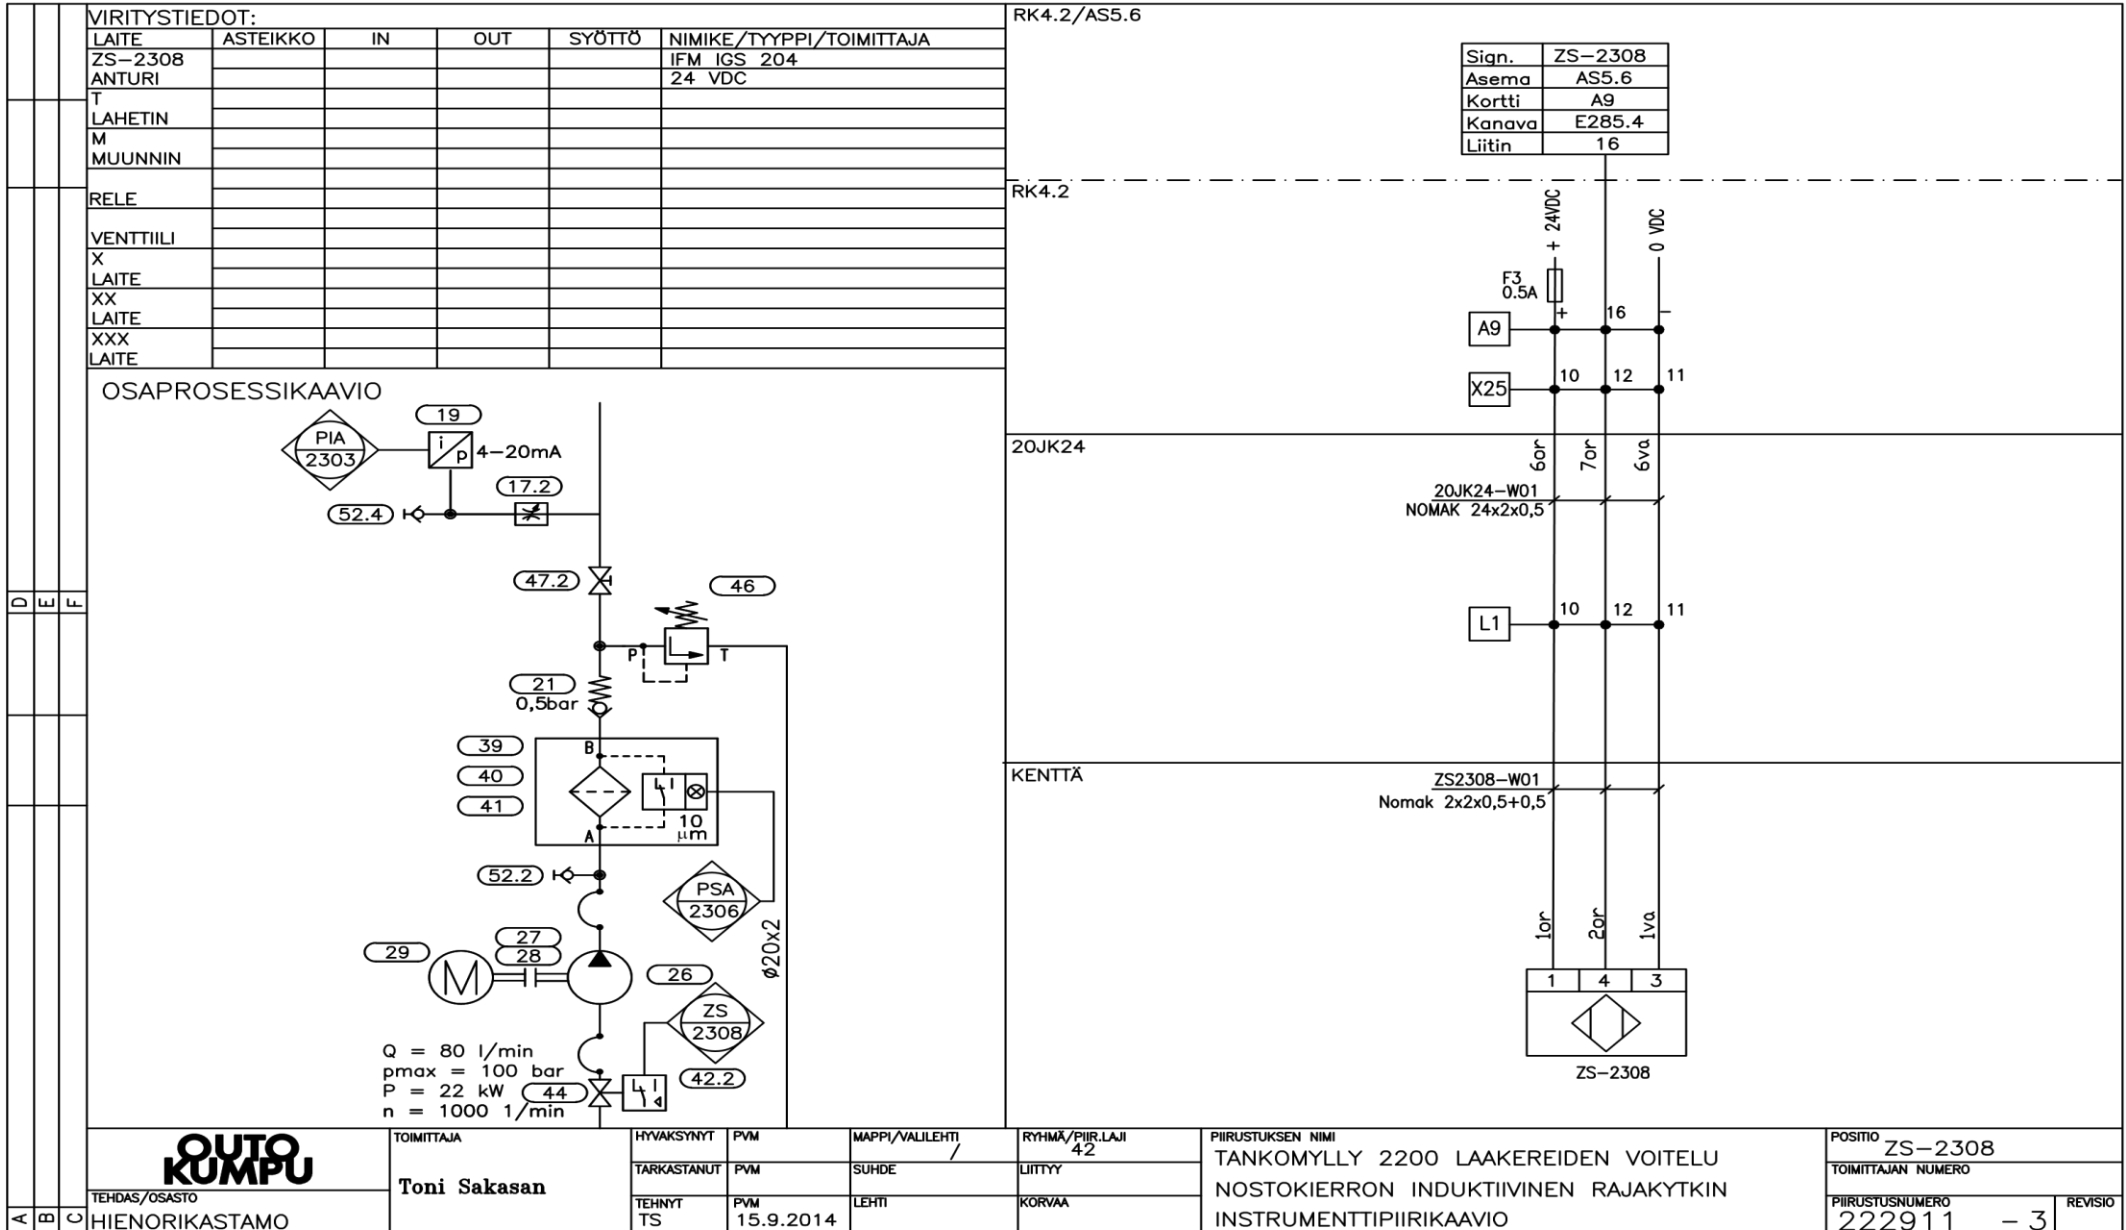 VIRITYSTIEDOT:
LAITE ASTEIKKO IN OUT SYÖTTÖ NIMIKE/TYYPPI/TOIMITTAJA
ZS-2308 IFM IGS 204
ANTURI 24 VDC
T
LAHETIN
M
MUUNNIN
RELE
VENTTIILI
X
LAITE
XX
LAITE
XXX
LAITE
OSAPROSESSIKAAVIO
19
PIA
2303
i
p
4-20mA
17.2
52.4
47.2
46
P
T
21
0,5bar
39
40
41
B
A
10
µm
52.2
PSA
2306
27
28
29
M
26
ø20x2
ZS
2308
42.2
44
Q = 80 l/min
pmax = 100 bar
P = 22 kW
n = 1000 1/min
RK4.2/AS5.6
Sign. ZS-2308
Asema AS5.6
Kortti A9
Kanava E285.4
Liitin 16
RK4.2
+ 24VDC
0 VDC
F3
0.5A
+ 16 -
A9
10 12 11
X25
20JK24
6or 7or 6va
20JK24-W01
NOMAK 24x2x0,5
10 12 11
L1
KENTTÄ
ZS2308-W01
Nomak 2x2x0,5+0,5
1or 2or 1va
1 4 3
ZS-2308
D E F
A B C
OUTO
KUMPU
TEHDAS/OSASTO
HIENORIKASTAMO
TOIMITTAJA
Toni Sakasan
HYVAKSYNYT PVM
TARKASTANUT PVM
TEHNYT PVM
TS 15.9.2014
MAPPI/VALILEHTI
/
SUHDE
LEHTI
RYHMÄ/PIIR.LAJI
42
LIITTYY
KORVAA
PIIRUSTUKSEN NIMI
TANKOMYLLY 2200 LAAKEREIDEN VOITELU
NOSTOKIERRON INDUKTIIVINEN RAJAKYTKIN
INSTRUMENTTIPIIRIKAAVIO
POSITIO ZS-2308
TOIMITTAJAN NUMERO
PIIRUSTUSNUMERO REVISIO
222911 -3